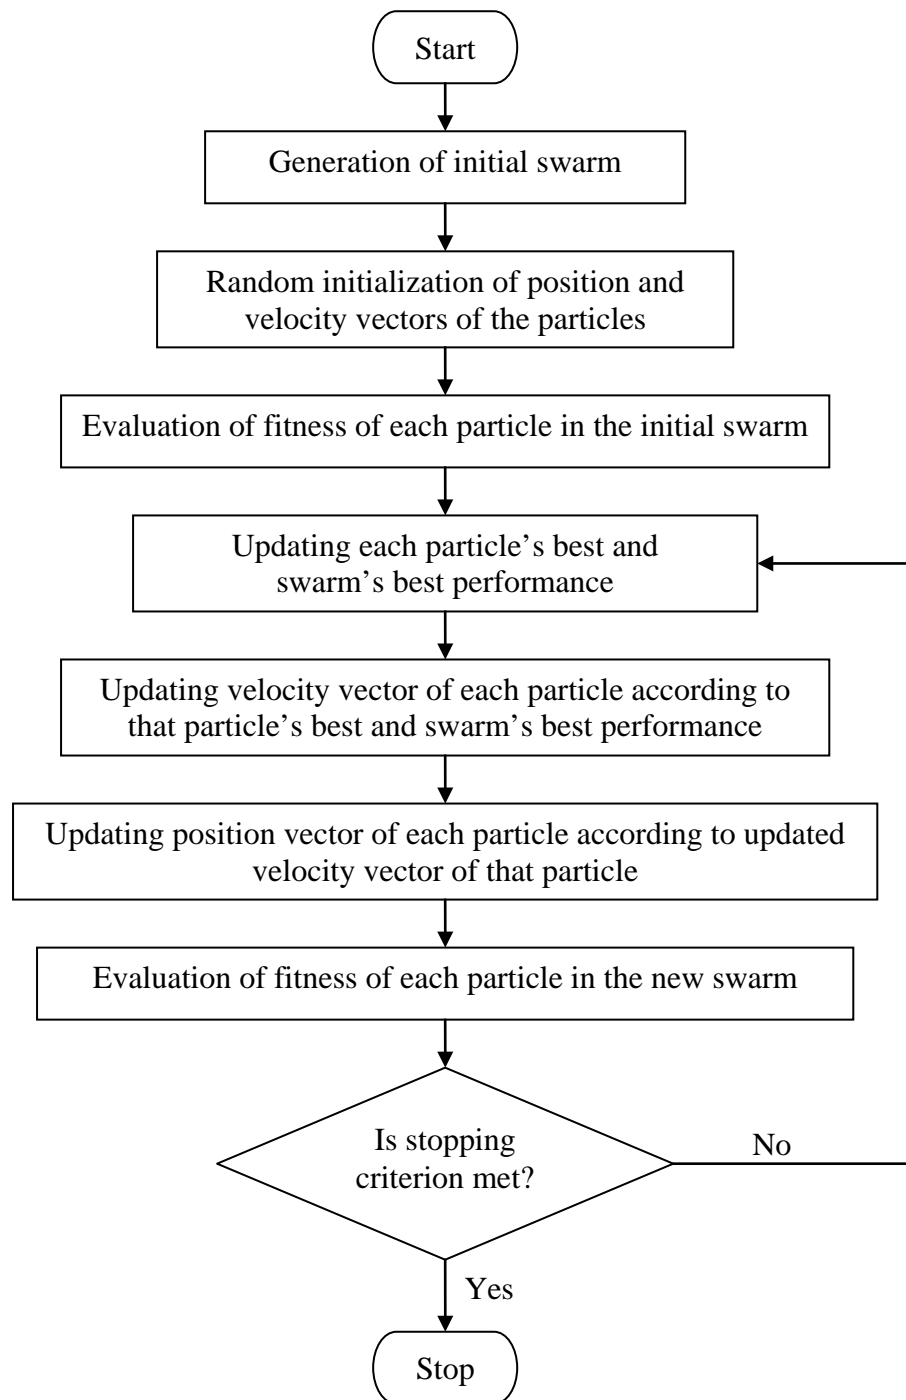 Start
Generation of initial swarm
Random initialization of position and
velocity vectors of the particles
Evaluation of fitness of each particle in the initial swarm
Updating each particle’s best and
swarm’s best performance
Updating velocity vector of each particle according to
that particle’s best and swarm’s best performance
Updating position vector of each particle according to updated
velocity vector of that particle
Evaluation of fitness of each particle in the new swarm
Is stopping
criterion met?
No
Yes
Stop